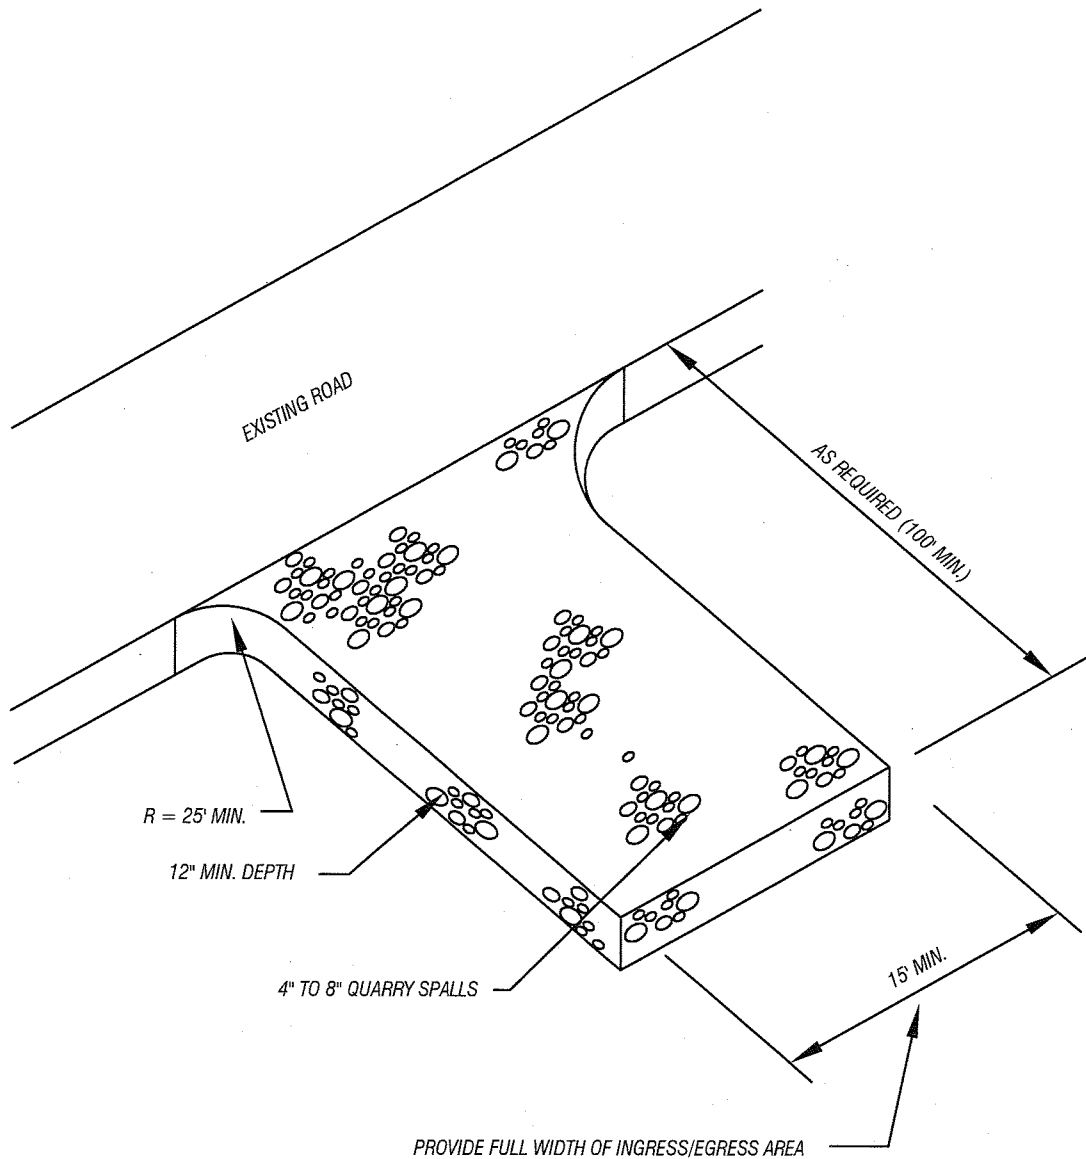 EXISTING ROAD
AS REQUIRED (100' MIN.)
R = 25' MIN.
12" MIN. DEPTH
4" TO 8" QUARRY SPALLS
15' MIN.
PROVIDE FULL WIDTH OF INGRESS/EGRESS AREA